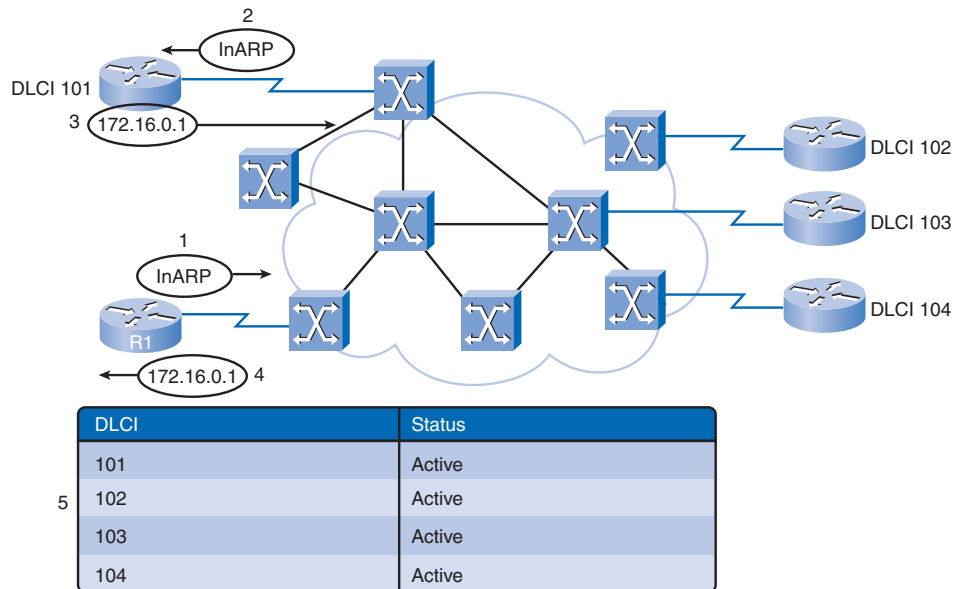 2
InARP
DLCI 101
3 172.16.0.1
DLCI 102
DLCI 103
1
InARP
DLCI 104
R1
172.16.0.1 4
DLCI Status
101 Active
5
102 Active
103 Active
104 Active